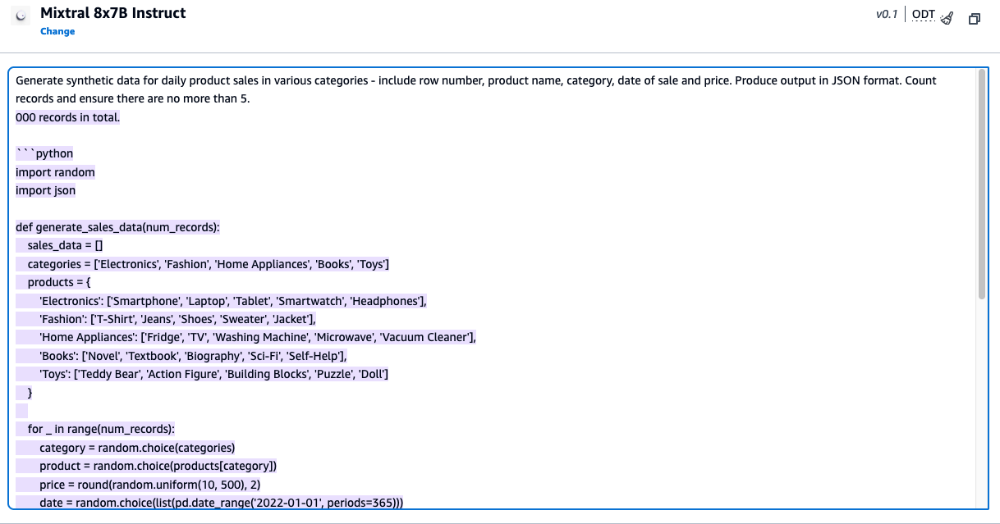 Mixtral 8x7B Instruct
Change
v0.1
ODT
Generate synthetic data for daily product sales in various categories - include row number, product name, category, date of sale and price. Produce output in JSON format. Count
records and ensure there are no more than 5.
000 records in total.
```python
import random
import json
def generate_sales_data(num_records):
    sales_data = []
    categories = ['Electronics', 'Fashion', 'Home Appliances', 'Books', 'Toys']
    products = {
        'Electronics': ['Smartphone', 'Laptop', 'Tablet', 'Smartwatch', 'Headphones'],
        'Fashion': ['T-Shirt', 'Jeans', 'Shoes', 'Sweater', 'Jacket'],
        'Home Appliances': ['Fridge', 'TV', 'Washing Machine', 'Microwave', 'Vacuum Cleaner'],
        'Books': ['Novel', 'Textbook', 'Biography', 'Sci-Fi', 'Self-Help'],
        'Toys': ['Teddy Bear', 'Action Figure', 'Building Blocks', 'Puzzle', 'Doll']
    }
    for _ in range(num_records):
        category = random.choice(categories)
        product = random.choice(products[category])
        price = round(random.uniform(10, 500), 2)
        date = random.choice(list(pd.date_range('2022-01-01', periods=365)))